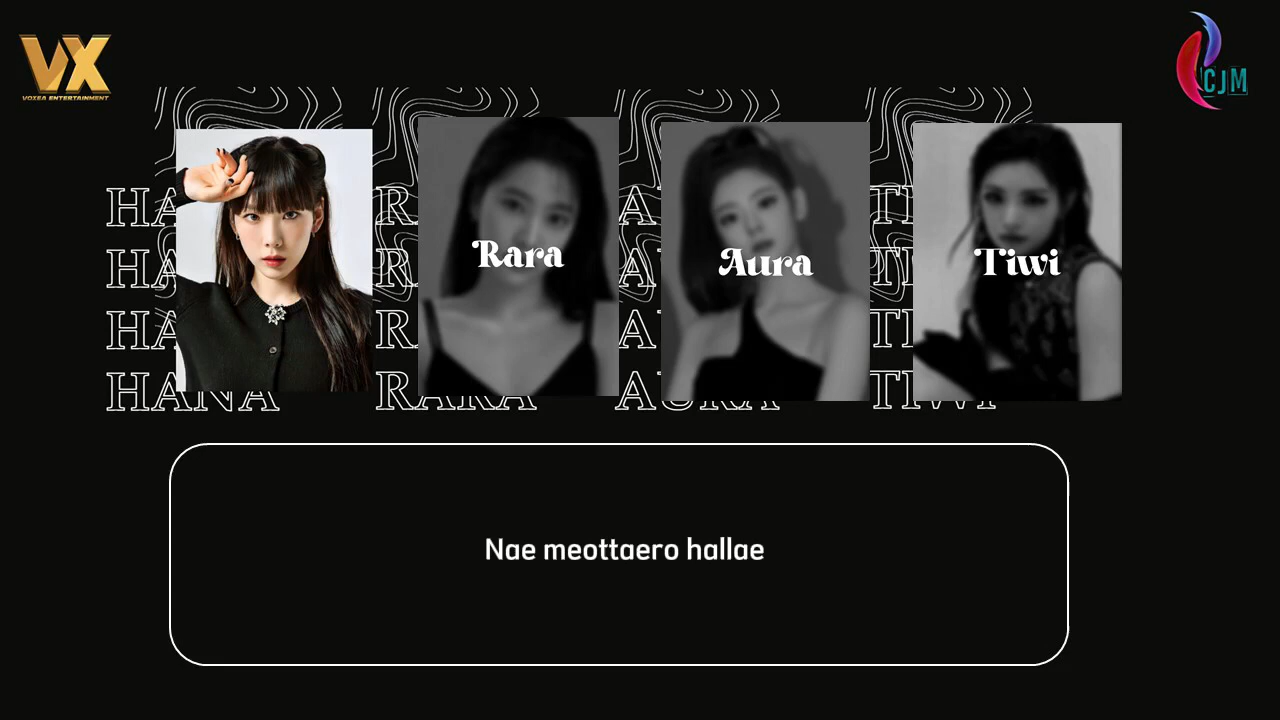 VX
VOXEA ENTERTAINMENT
CJM
Rara
Aura
Tiwi
HANA
RARA
AURA
TIWI
Nae meottaero hallae